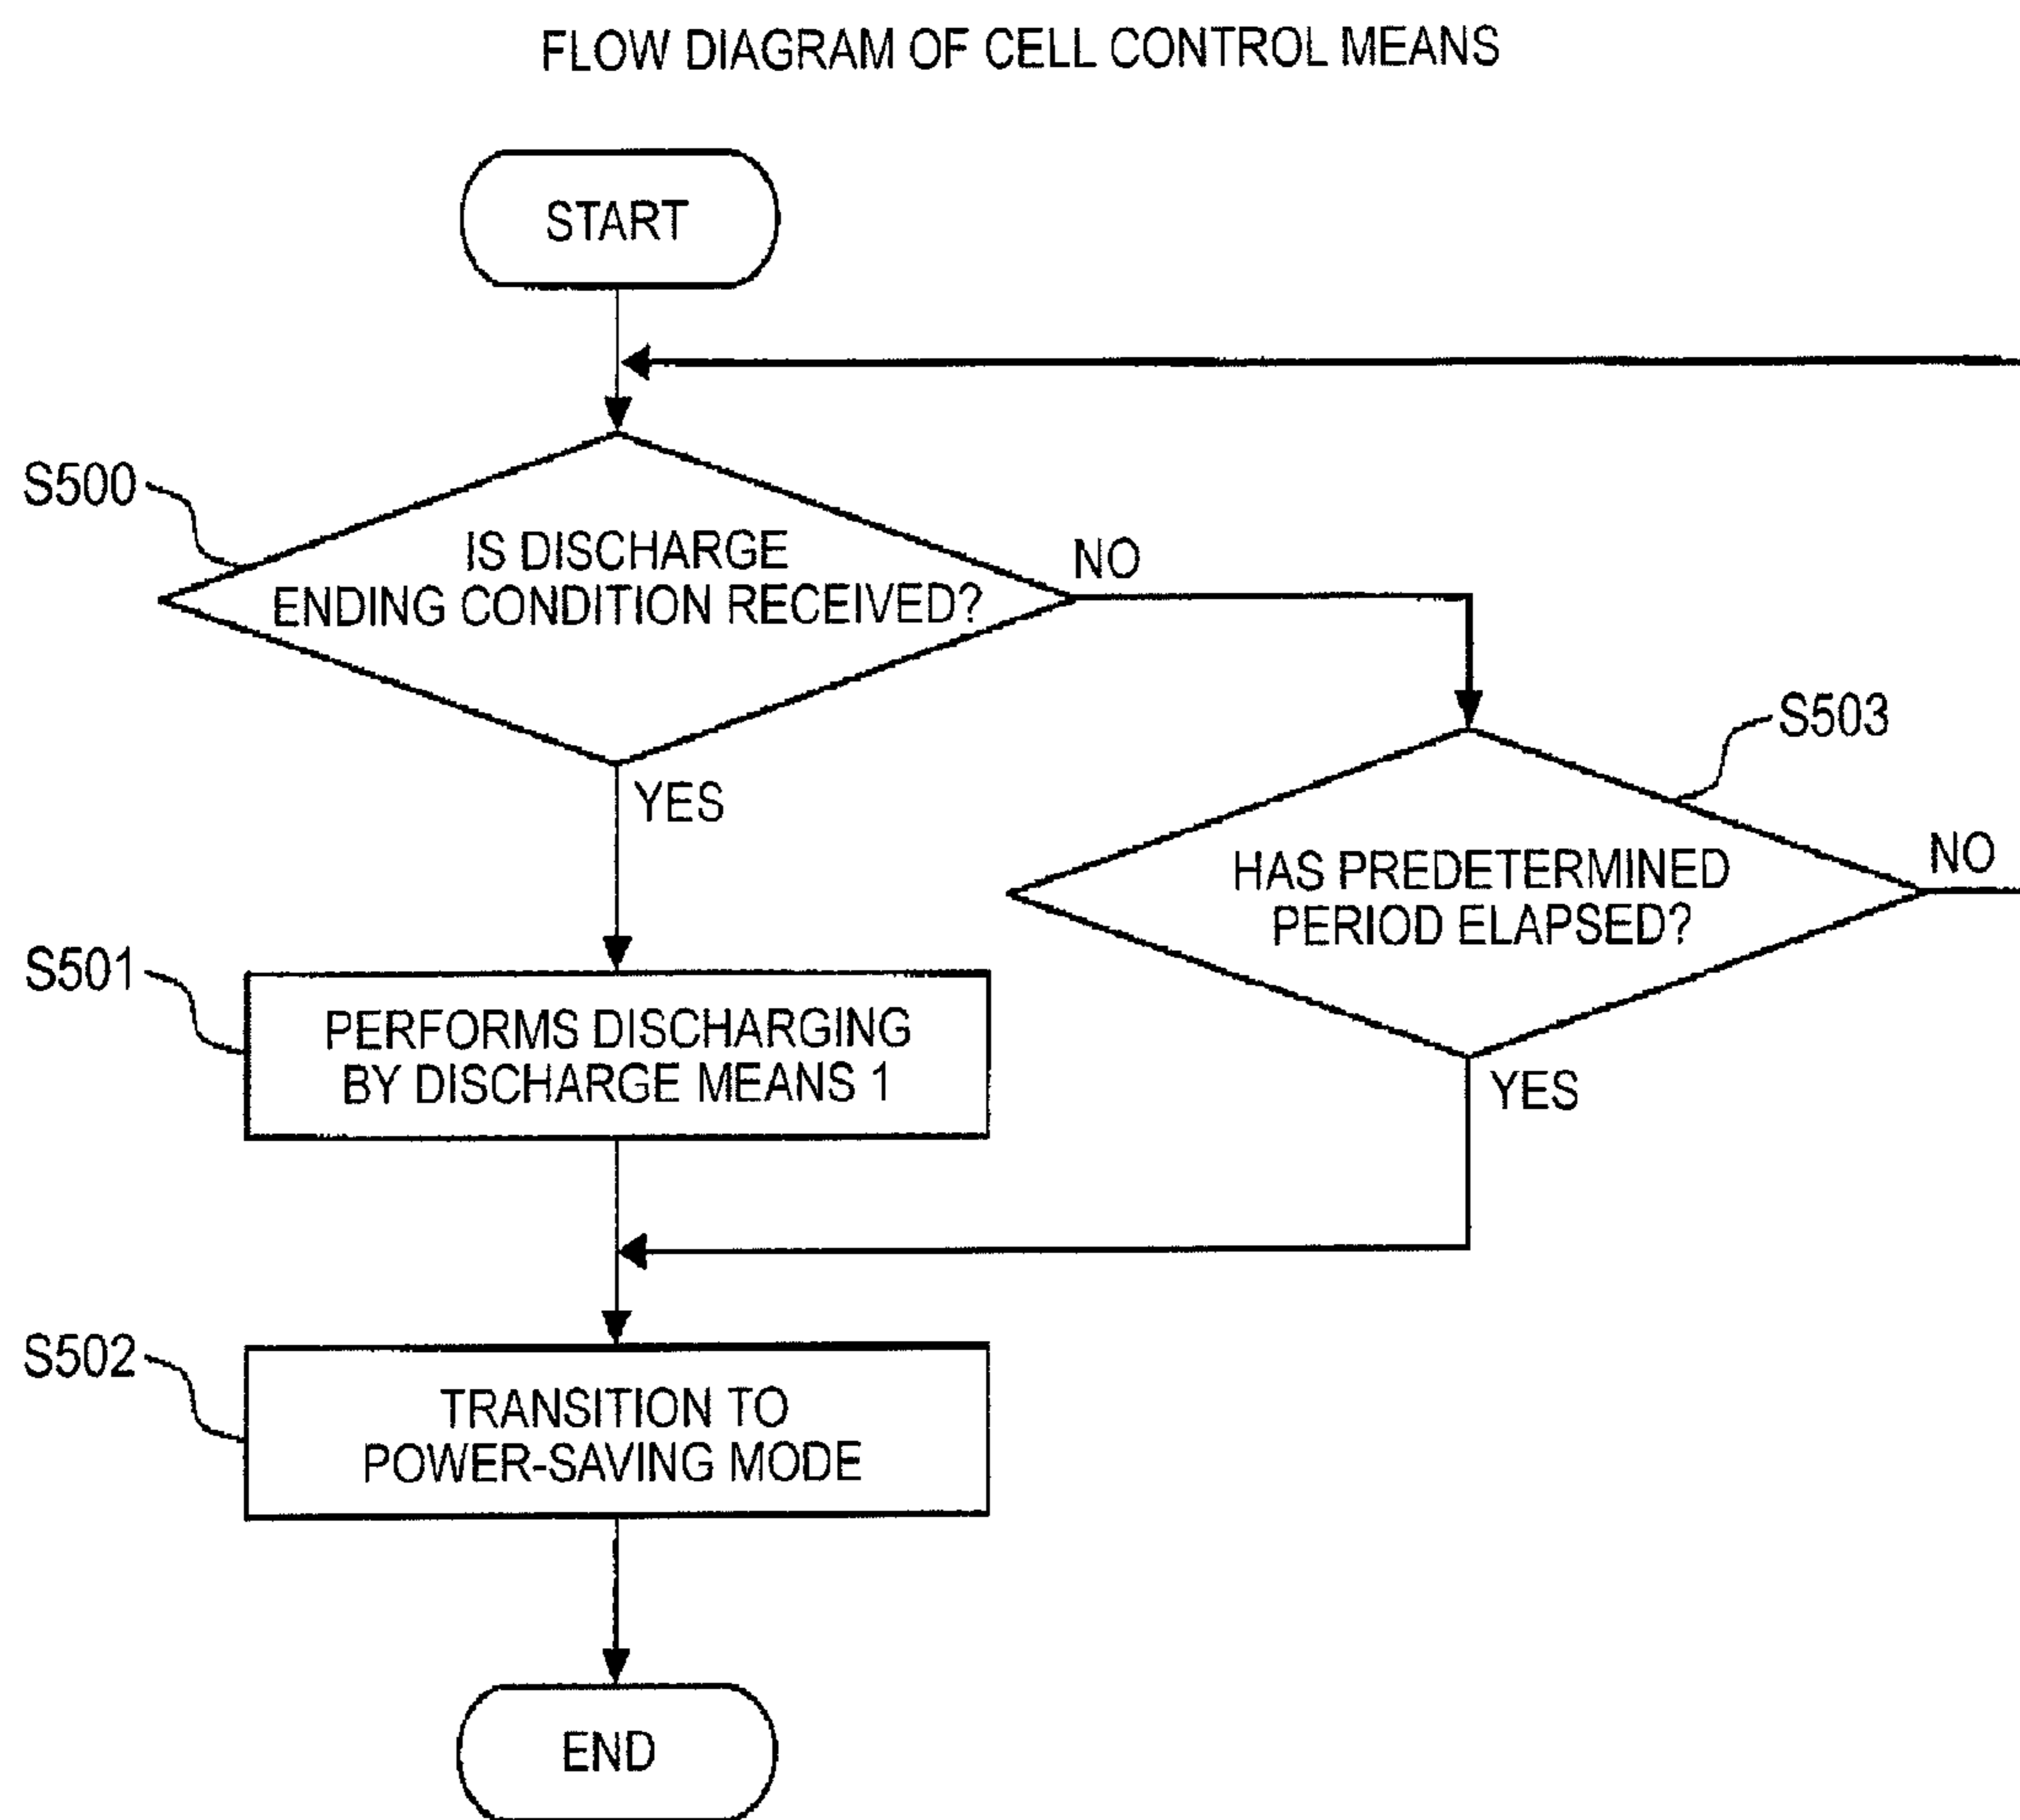 FLOW DIAGRAM OF CELL CONTROL MEANS
START
S500
IS DISCHARGE
ENDING CONDITION RECEIVED?
NO
YES
S503
HAS PREDETERMINED
PERIOD ELAPSED?
NO
YES
S501
PERFORMS DISCHARGING
BY DISCHARGE MEANS 1
S502
TRANSITION TO
POWER-SAVING MODE
END